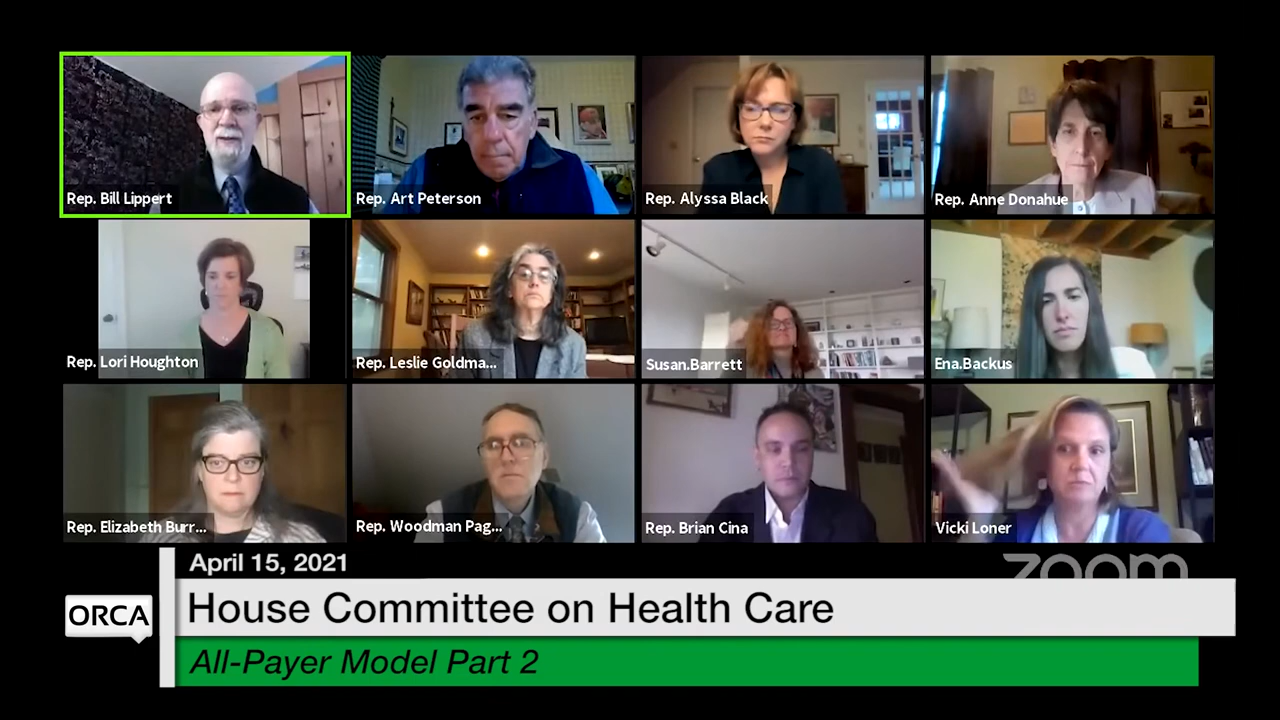 Rep. Bill Lippert
Rep. Art Peterson
Rep. Alyssa Black
Rep. Anne Donahue
Rep. Lori Houghton
Rep. Leslie Goldma...
Susan.Barrett
Ena.Backus
Rep. Elizabeth Burr...
Rep. Woodman Pag...
Rep. Brian Cina
Vicki Loner
April 15, 2021
zoom
ORCA
House Committee on Health Care
All-Payer Model Part 2